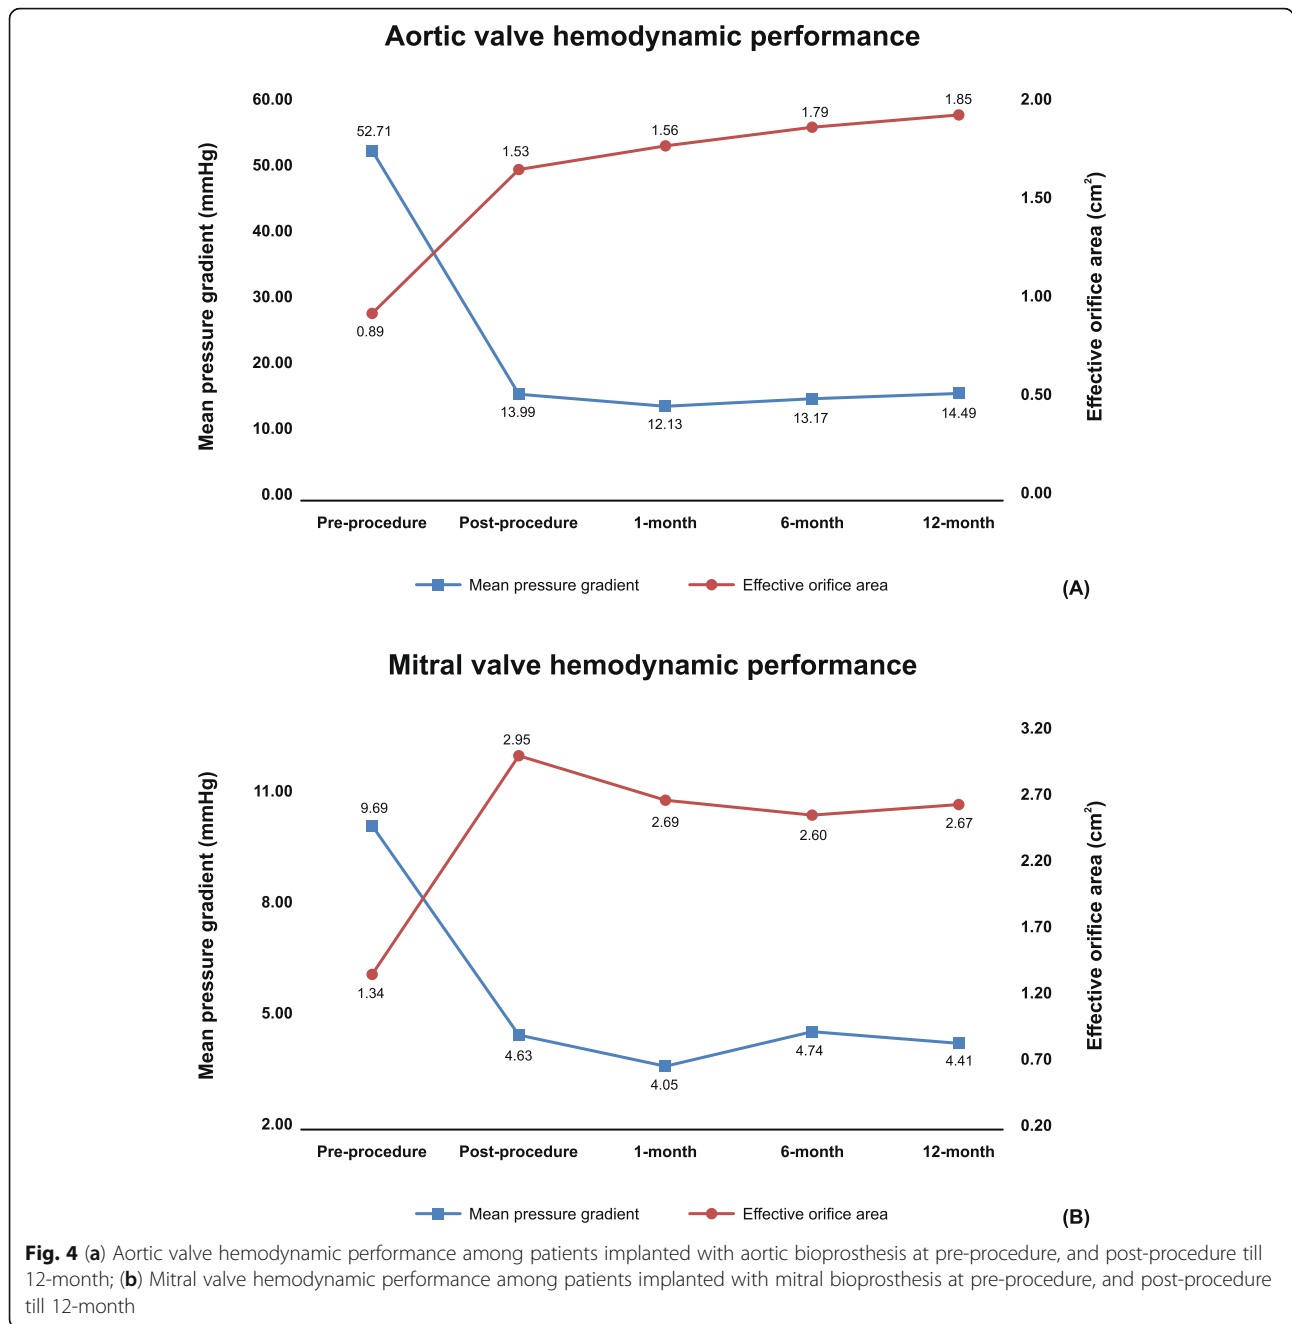 Aortic valve hemodynamic performance
Mean pressure gradient (mmHg)
60.00
50.00
40.00
30.00
20.00
10.00
0.00
52.71
13.99
12.13
13.17
14.49
0.89
1.53
1.56
1.79
1.85
2.00
1.50
1.00
0.50
0.00
Effective orifice area (cm²)
Pre-procedure
Post-procedure
1-month
6-month
12-month
Mean pressure gradient
Effective orifice area
(A)
Mitral valve hemodynamic performance
Mean pressure gradient (mmHg)
11.00
8.00
5.00
2.00
9.69
4.63
4.05
4.74
4.41
1.34
2.95
2.69
2.60
2.67
3.20
2.70
2.20
1.70
1.20
0.70
0.20
Effective orifice area (cm²)
Pre-procedure
Post-procedure
1-month
6-month
12-month
Mean pressure gradient
Effective orifice area
(B)
Fig. 4 (a) Aortic valve hemodynamic performance among patients implanted with aortic bioprosthesis at pre-procedure, and post-procedure till
12-month; (b) Mitral valve hemodynamic performance among patients implanted with mitral bioprosthesis at pre-procedure, and post-procedure
till 12-month